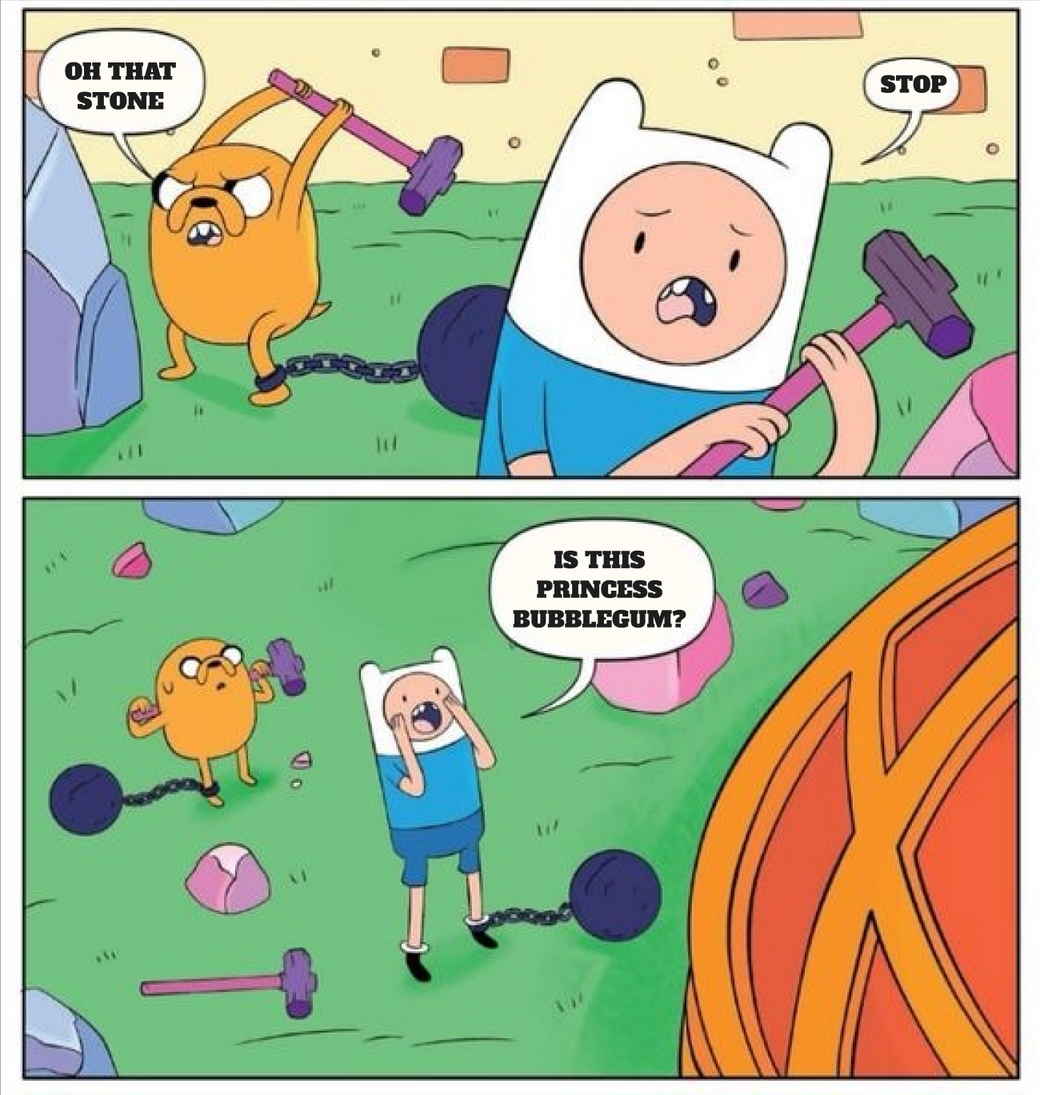 OH THAT
STONE
STOP
IS THIS
PRINCESS
BUBBLEGUM?